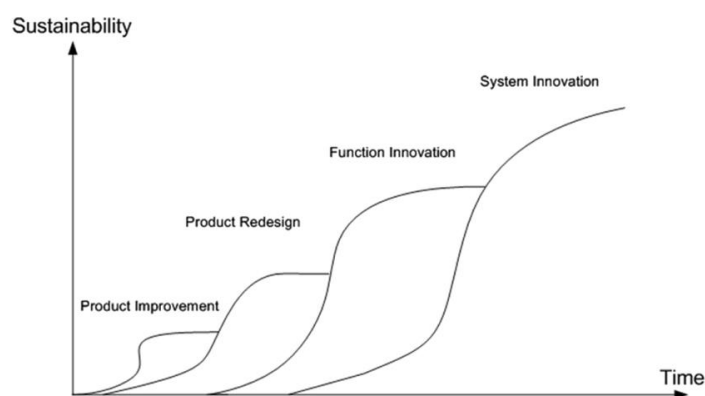 Sustainability
System Innovation
Function Innovation
Product Redesign
Product Improvement
Time